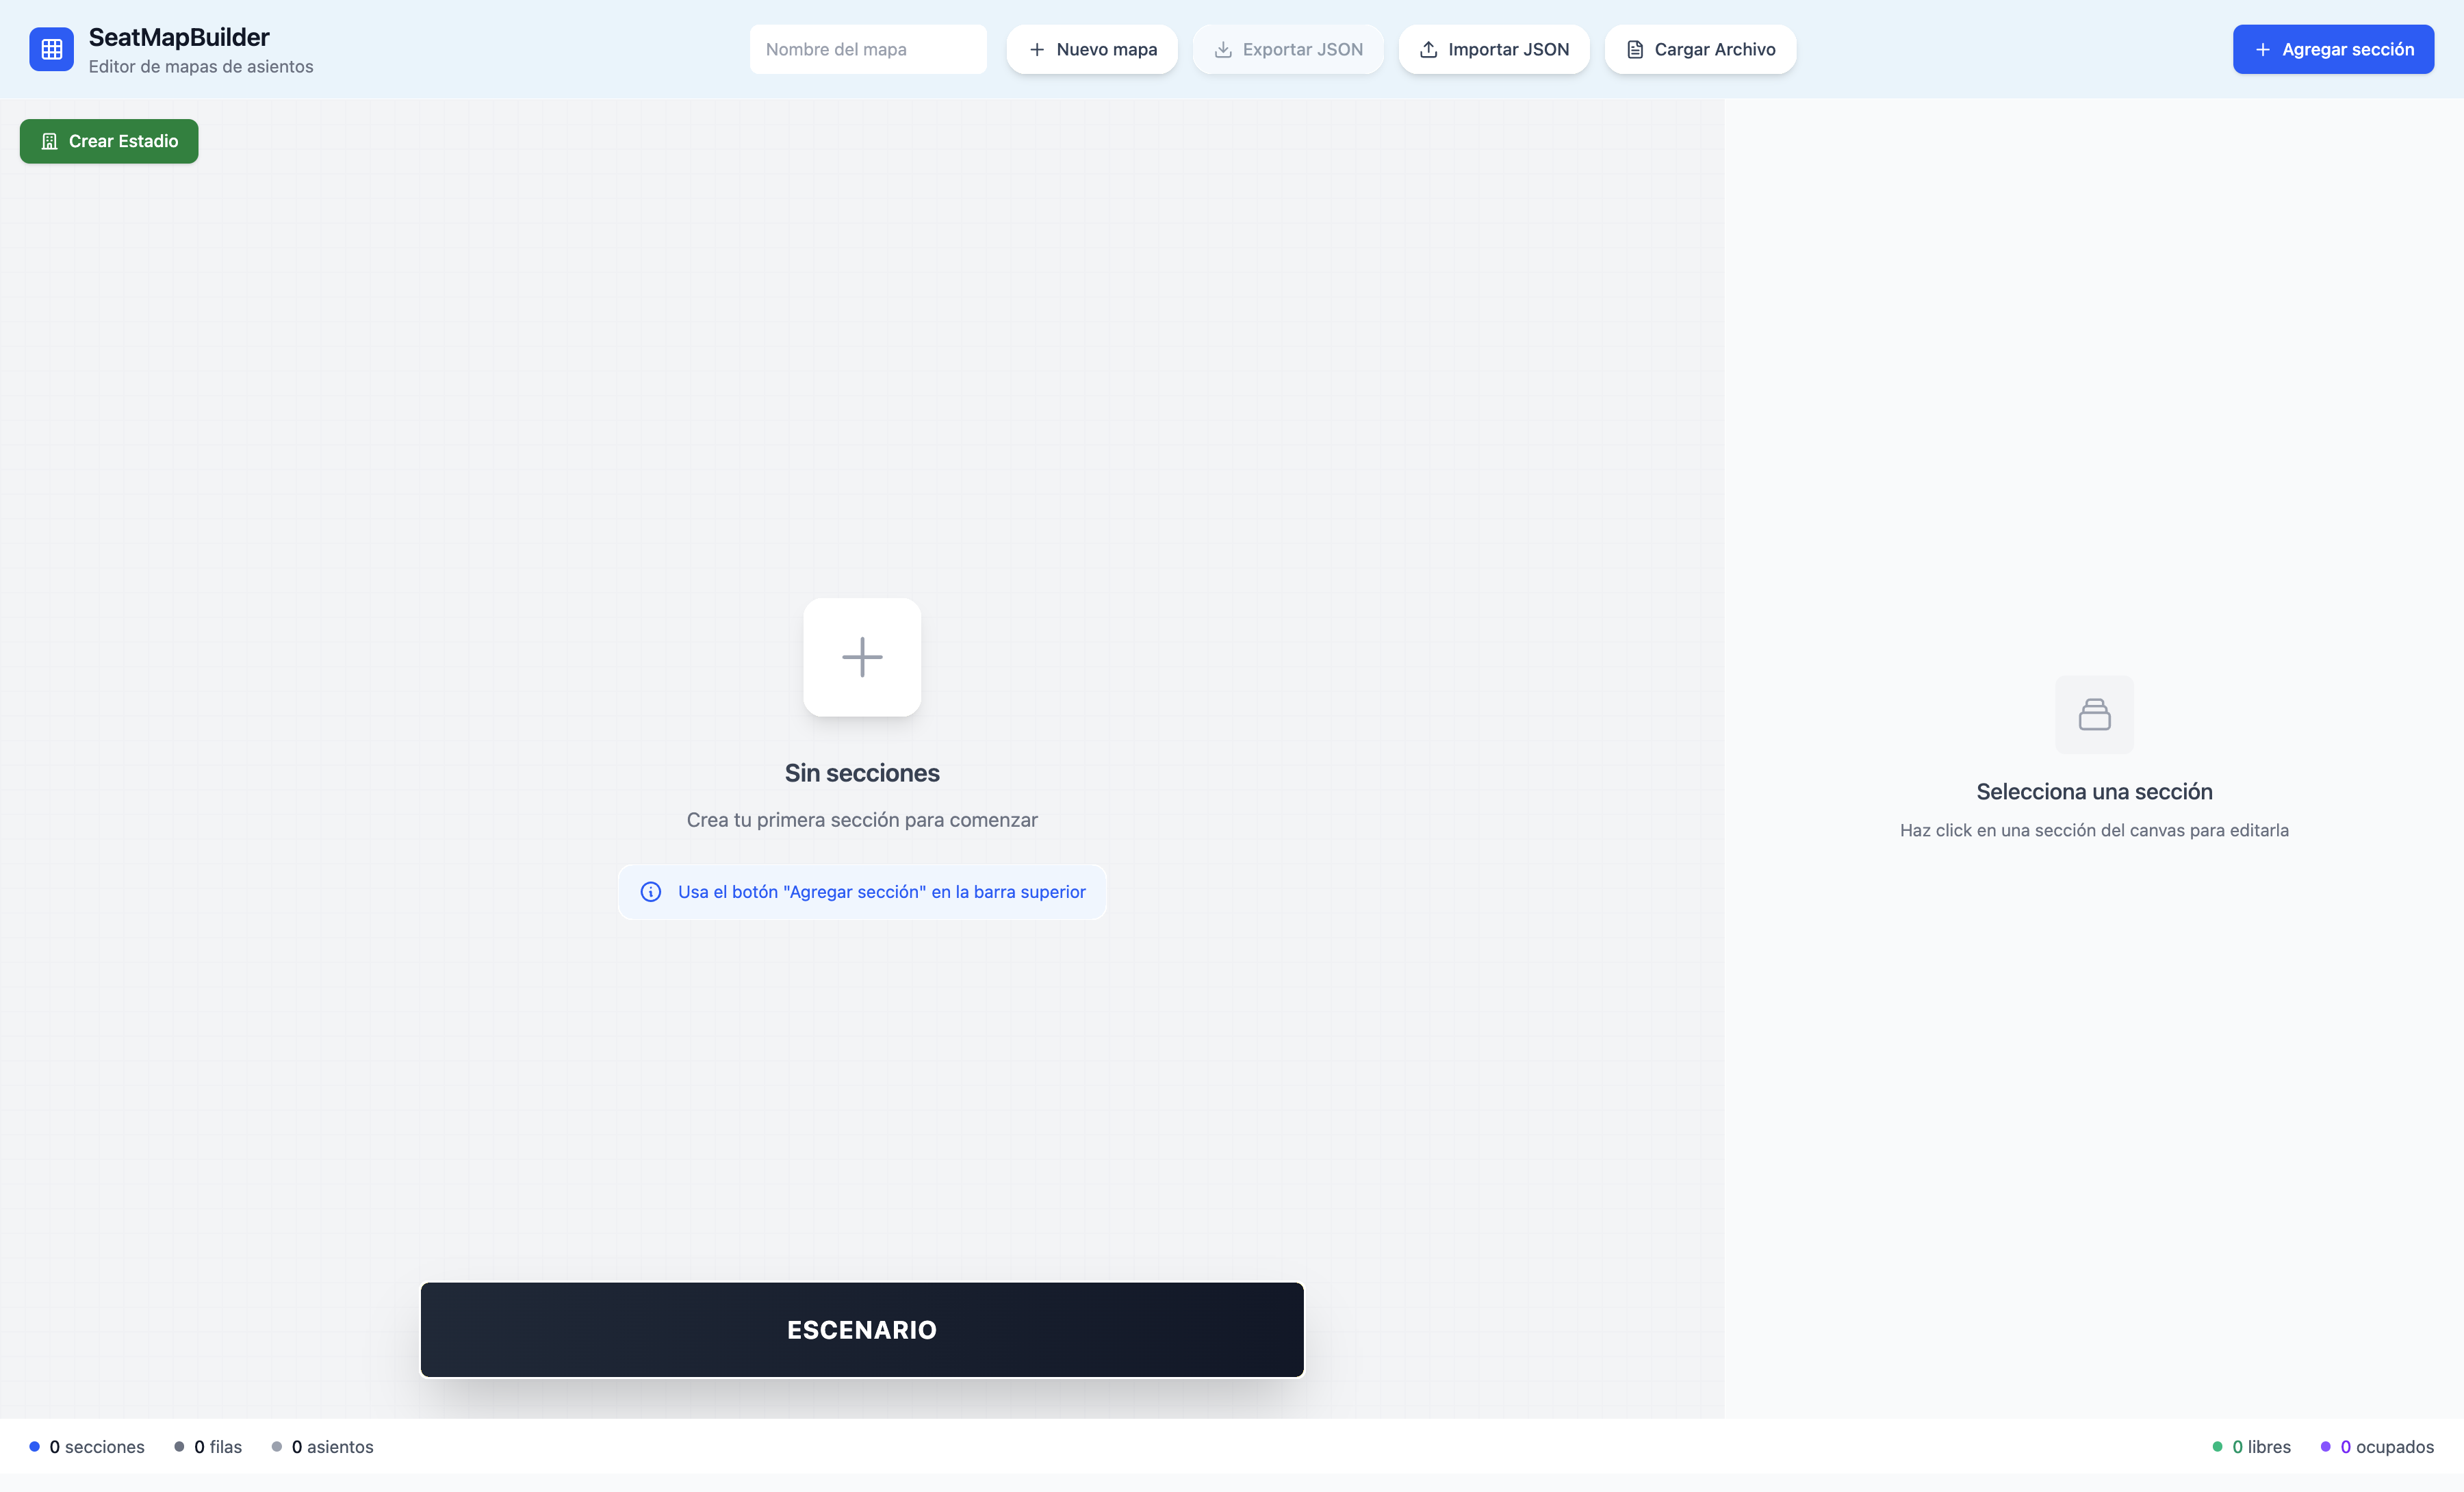 SeatMapBuilder
Editor de mapas de asientos
Nombre del mapa
Nuevo mapa
Exportar JSON
Importar JSON
Cargar Archivo
Agregar sección
Crear Estadio
Sin secciones
Crea tu primera sección para comenzar
Usa el botón "Agregar sección" en la barra superior
Selecciona una sección
Haz click en una sección del canvas para editarla
ESCENARIO
0 secciones
0 filas
0 asientos
0 libres
0 ocupados